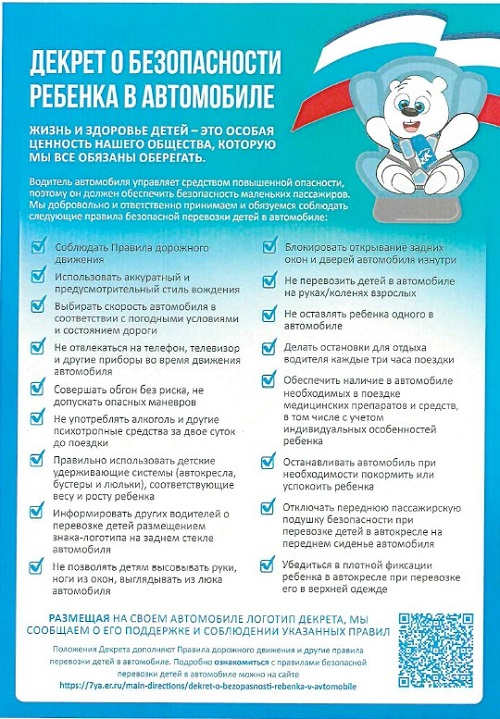 ДЕКРЕТ О БЕЗОПАСНОСТИ
РЕБЕНКА В АВТОМОБИЛЕ
ЖИЗНЬ И ЗДОРОВЬЕ ДЕТЕЙ – ЭТО ОСОБАЯ
ЦЕННОСТЬ НАШЕГО ОБЩЕСТВА, КОТОРУЮ
МЫ ВСЕ ОБЯЗАНЫ ОБЕРЕГАТЬ.
Водитель автомобиля управляет средством повышенной опасности,
поэтому он должен обеспечить безопасность маленьких пассажиров.
Мы добровольно и ответственно принимаем и обязуемся соблюдать
следующие правила безопасной перевозки детей в автомобиле:
Соблюдать Правила дорожного
движения
Использовать аккуратный и
предусмотрительный стиль вождения
Выбирать скорость автомобиля в
соответствии с погодными условиями
и состоянием дороги
Не отвлекаться на телефон, телевизор
и другие приборы во время движения
автомобиля
Совершать обгон без риска, не
допускать опасных маневров
Не употреблять алкоголь и другие
психотропные средства за двое суток
до поездки
Правильно использовать детские
удерживающие системы (автокресла,
бустеры и люльки), соответствующие
весу и росту ребенка
Информировать других водителей о
перевозке детей размещением
знака-логотипа на заднем стекле
автомобиля
Не позволять детям высовывать руки,
ноги из окон, выглядывать из люка
автомобиля
Блокировать открывание задних
окон и дверей автомобиля изнутри
Не перевозить детей в автомобиле
на руках/коленях взрослых
Не оставлять ребенка одного в
автомобиле
Делать остановки для отдыха
водителя каждые три часа поездки
Обеспечить наличие в автомобиле
необходимых в поездке
медицинских препаратов и средств,
в том числе с учетом
индивидуальных особенностей
ребенка
Останавливать автомобиль при
необходимости покормить или
успокоить ребенка
Отключать переднюю пассажирскую
подушку безопасности при
перевозке детей в автокресле на
переднем сиденье автомобиля
Убедиться в плотной фиксации
ребенка в автокресле при перевозке
его в верхней одежде
РАЗМЕЩАЯ НА СВОЕМ АВТОМОБИЛЕ ЛОГОТИП ДЕКРЕТА, МЫ
СООБЩАЕМ О ЕГО ПОДДЕРЖКЕ И СОБЛЮДЕНИИ УКАЗАННЫХ ПРАВИЛ
Положения Декрета дополняют Правила дорожного движения и другие правила
перевозки детей в автомобиле. Подробно ознакомиться с правилами безопасной
перевозки детей в автомобиле можно на сайте
https://7ya.er.ru/main-directions/dekret-o-bezopasnosti-rebenka-v-avtomobile